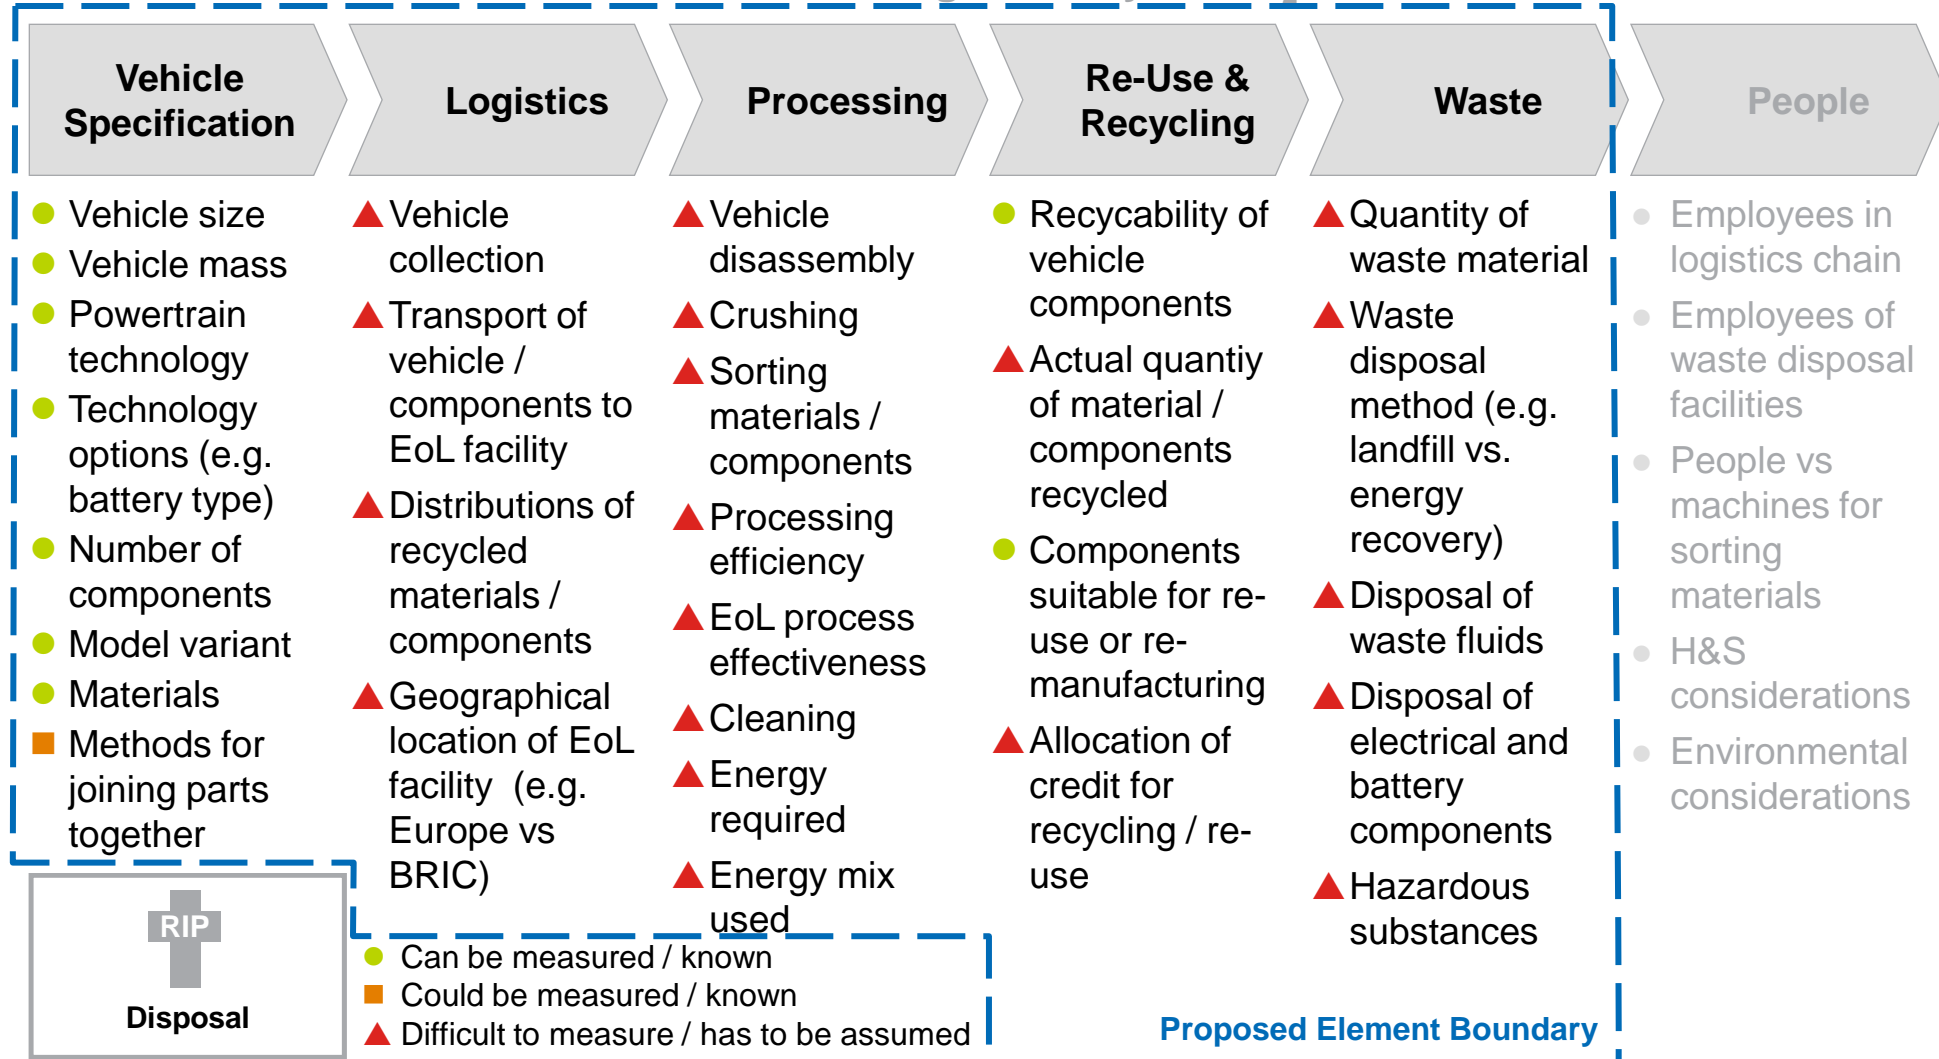 Vehicle
Specification
Logistics
Processing
Re-Use &
Recycling
Waste
People
Vehicle size
Vehicle mass
Powertrain
technology
Technology
options (e.g.
battery type)
Number of
components
Model variant
Materials
Methods for
joining parts
together
Vehicle
collection
Transport of
vehicle /
components to
EoL facility
Distributions of
recycled
materials /
components
Geographical
location of EoL
facility (e.g.
Europe vs
BRIC)
Vehicle
disassembly
Crushing
Sorting
materials /
components
Processing
efficiency
EoL process
effectiveness
Cleaning
Energy
required
Energy mix
used
Recycability of
vehicle
components
Actual quantiy
of material /
components
recycled
Components
suitable for re-
use or re-
manufacturing
Allocation of
credit for
recycling / re-
use
Quantity of
waste material
Waste
disposal
method (e.g.
landfill vs.
energy
recovery)
Disposal of
waste fluids
Disposal of
electrical and
battery
components
Hazardous
substances
Employees in
logistics chain
Employees of
waste disposal
facilities
People vs
machines for
sorting
materials
H&S
considerations
Environmental
considerations
RIP
Disposal
Can be measured / known
Could be measured / known
Difficult to measure / has to be assumed
Proposed Element Boundary